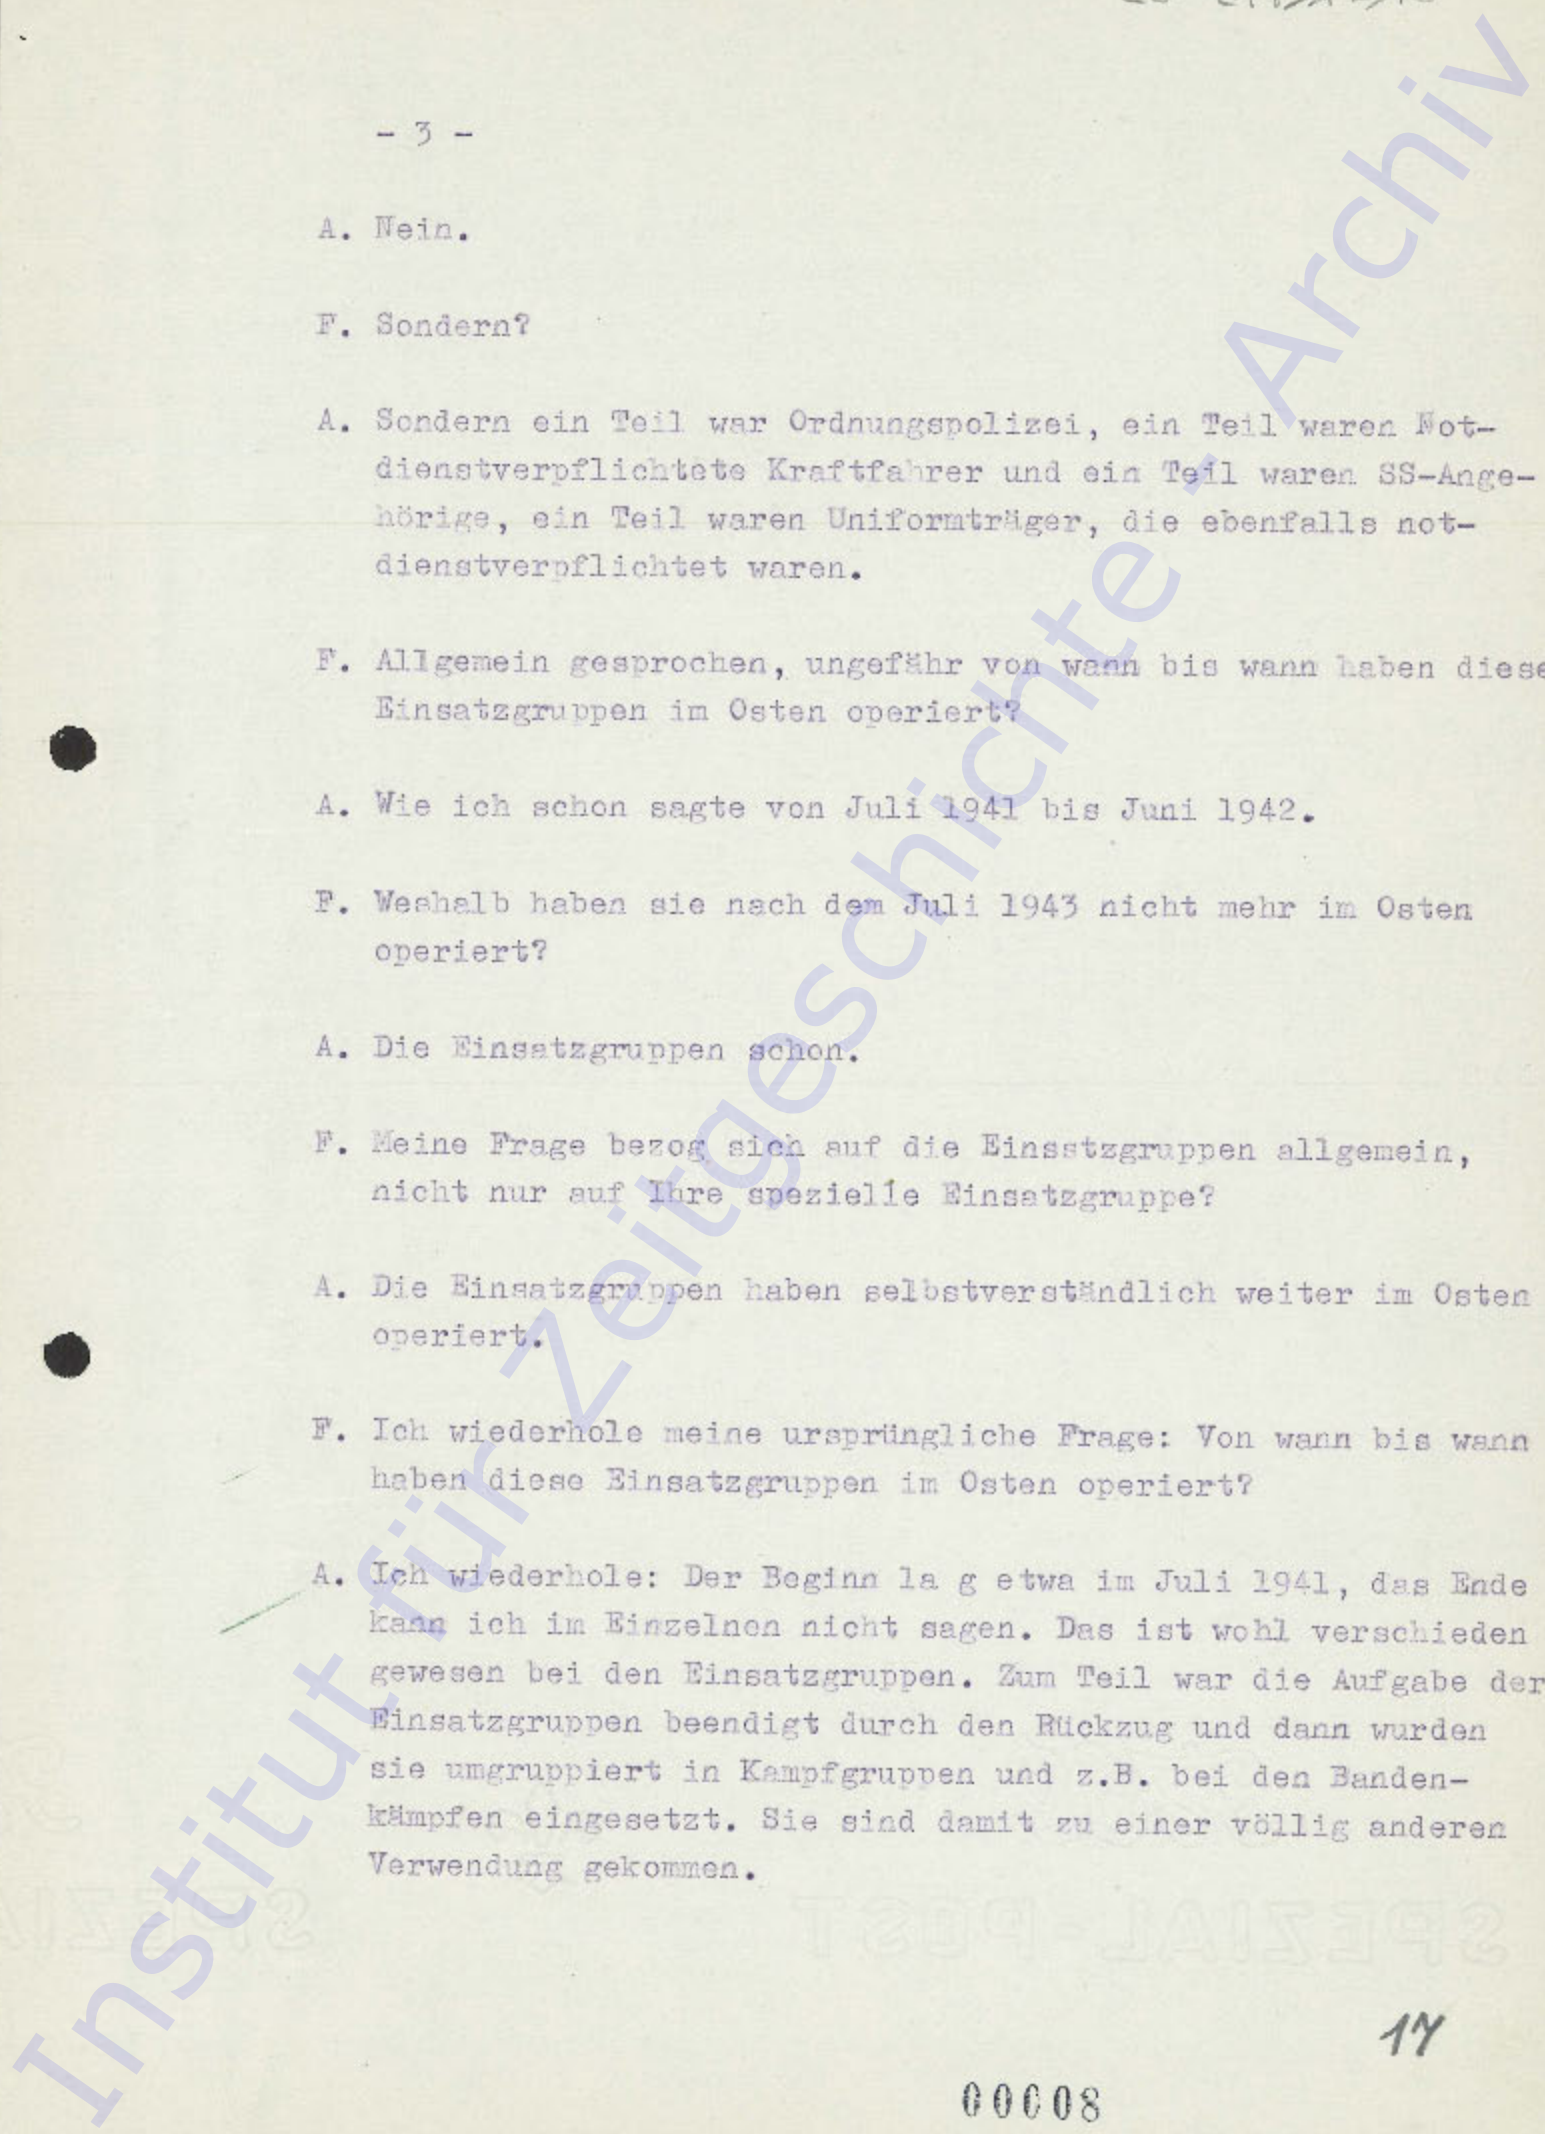 - 3 -
A. Nein.
F. Sondern?
A. Sondern ein Teil war Ordnungspolizei, ein Teil waren Not-
dienstverpflichtete Kraftfahrer und ein Teil waren SS-Ange-
hörige, ein Teil waren Uniformträger, die ebenfalls not-
dienstverpflichtet waren.
F. Allgemein gesprochen, ungefähr von wann bis wann haben diese
Einsatzgruppen im Osten operiert?
A. Wie ich schon sagte von Juli 1941 bis Juni 1942.
F. Weshalb haben sie nach dem Juli 1943 nicht mehr im Osten
operiert?
A. Die Einsatzgruppen schon.
F. Meine Frage bezog sich auf die Einsstzgruppen allgemein,
nicht nur auf Ihre spezielle Einsatzgruppe?
A. Die Einsatzgruppen haben selbstverständlich weiter im Osten
operiert.
F. Ich wiederhole meine ursprüngliche Frage: Von wann bis wann
haben diese Einsatzgruppen im Osten operiert?
A. Ich wiederhole: Der Beginn la g etwa im Juli 1941, das Ende
kann ich im Einzelnen nicht sagen. Das ist wohl verschieden
gewesen bei den Einsatzgruppen. Zum Teil war die Aufgabe der
Einsatzgruppen beendigt durch den Rückzug und dann wurden
sie umgruppiert in Kampfgruppen und z.B. bei den Banden-
kämpfen eingesetzt. Sie sind damit zu einer völlig anderen
Verwendung gekommen.
SPEZIAL-POST
17
00008
Institut für Zeitgeschichte - Archiv